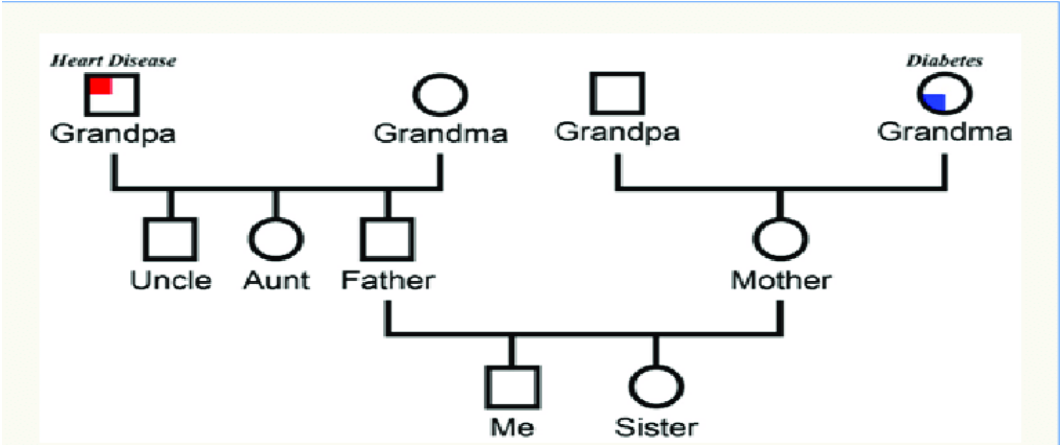 Heart Disease
Diabetes
Grandpa
Grandma
Grandpa
Grandma
Uncle
Aunt
Father
Mother
Me
Sister